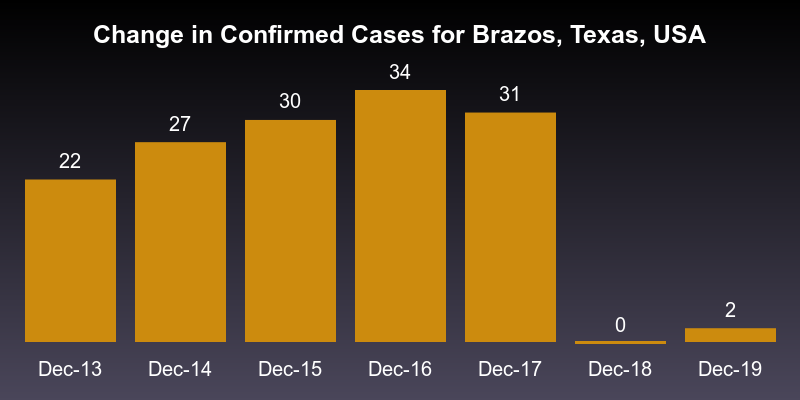 Change in Confirmed Cases for Brazos, Texas, USA
22 27 30 34 31 0 2
Dec-13 Dec-14 Dec-15 Dec-16 Dec-17 Dec-18 Dec-19